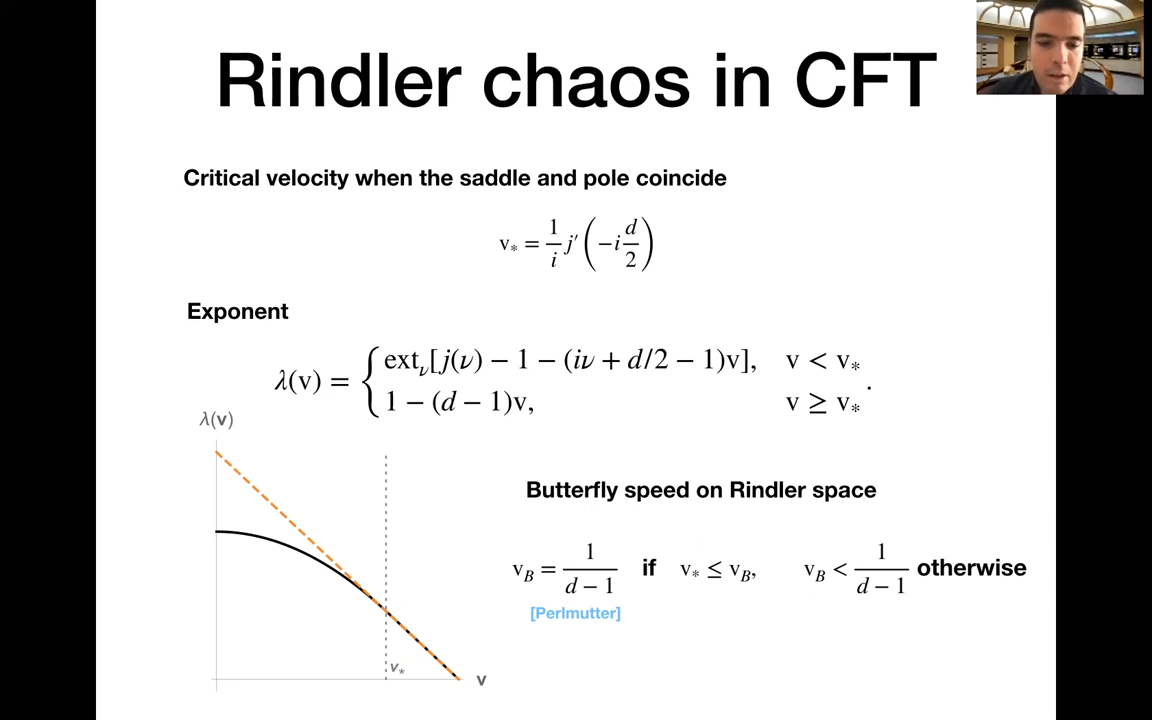 Rindler chaos in CFT
Critical velocity when the saddle and pole coincide
v* = 1/i j′(−i d/2)
Exponent
λ(v) = { ext_ν[j(ν) − 1 − (iν + d/2 − 1)v], v < v*
1 − (d − 1)v, v ≥ v* .
λ(v)
v*
v
Butterfly speed on Rindler space
v_B = 1/(d − 1) if v* ≤ v_B, v_B < 1/(d − 1) otherwise
[Perlmutter]